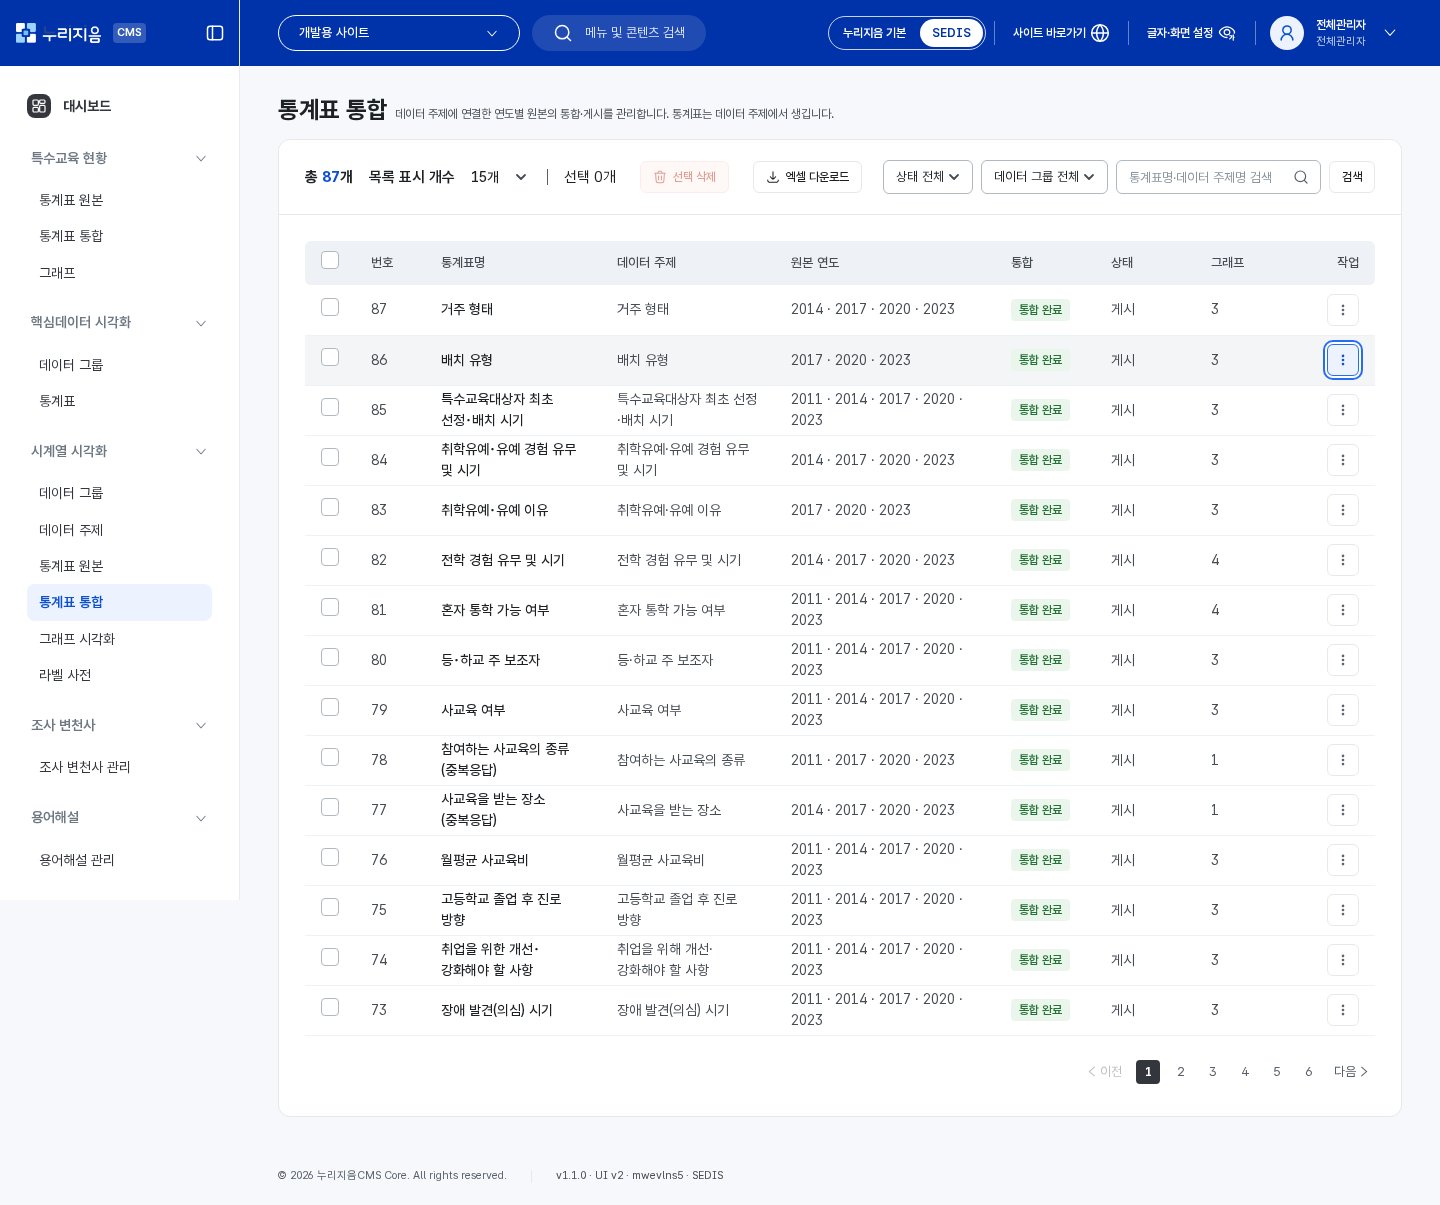 누리지음 CMS
개발용 사이트
메뉴 및 콘텐츠 검색
누리지음 기본 SEDIS
사이트 바로가기
글자·화면 설정
전체관리자
전체관리자
대시보드
특수교육 현황
통계표 원본
통계표 통합
그래프
핵심데이터 시각화
데이터 그룹
통계표
시계열 시각화
데이터 그룹
데이터 주제
통계표 원본
통계표 통합
그래프 시각화
라벨 사전
조사 변천사
조사 변천사 관리
용어해설
용어해설 관리
통계표 통합 데이터 주제에 연결한 연도별 원본의 통합·게시를 관리합니다. 통계표는 데이터 주제에서 생깁니다.
총 87개 목록 표시 개수 15개 선택 0개 선택 삭제 엑셀 다운로드 상태 전체 데이터 그룹 전체 통계표명·데이터 주제명 검색 검색
번호 통계표명 데이터 주제 원본 연도 통합 상태 그래프 작업
87 거주 형태 거주 형태 2014 · 2017 · 2020 · 2023 통합 완료 게시 3
86 배치 유형 배치 유형 2017 · 2020 · 2023 통합 완료 게시 3
85 특수교육대상자 최초 특수교육대상자 최초 선정 2011 · 2014 · 2017 · 2020 · 통합 완료 게시 3
선정·배치 시기 ·배치 시기 2023
84 취학유예·유예 경험 유무 취학유예·유예 경험 유무 2014 · 2017 · 2020 · 2023 통합 완료 게시 3
및 시기 및 시기
83 취학유예·유예 이유 취학유예·유예 이유 2017 · 2020 · 2023 통합 완료 게시 3
82 전학 경험 유무 및 시기 전학 경험 유무 및 시기 2014 · 2017 · 2020 · 2023 통합 완료 게시 4
81 혼자 통학 가능 여부 혼자 통학 가능 여부 2011 · 2014 · 2017 · 2020 · 통합 완료 게시 4
2023
80 등·하교 주 보조자 등·하교 주 보조자 2011 · 2014 · 2017 · 2020 · 통합 완료 게시 3
2023
79 사교육 여부 사교육 여부 2011 · 2014 · 2017 · 2020 · 통합 완료 게시 3
2023
78 참여하는 사교육의 종류 참여하는 사교육의 종류 2011 · 2017 · 2020 · 2023 통합 완료 게시 1
(중복응답)
77 사교육을 받는 장소 사교육을 받는 장소 2014 · 2017 · 2020 · 2023 통합 완료 게시 1
(중복응답)
76 월평균 사교육비 월평균 사교육비 2011 · 2014 · 2017 · 2020 · 통합 완료 게시 3
2023
75 고등학교 졸업 후 진로 고등학교 졸업 후 진로 2011 · 2014 · 2017 · 2020 · 통합 완료 게시 3
방향 방향 2023
74 취업을 위한 개선· 취업을 위해 개선· 2011 · 2014 · 2017 · 2020 · 통합 완료 게시 3
강화해야 할 사항 강화해야 할 사항 2023
73 장애 발견(의심) 시기 장애 발견(의심) 시기 2011 · 2014 · 2017 · 2020 · 통합 완료 게시 3
2023
이전 1 2 3 4 5 6 다음
© 2026 누리지음CMS Core. All rights reserved. v1.1.0 · UI v2 · mwevlns5 · SEDIS